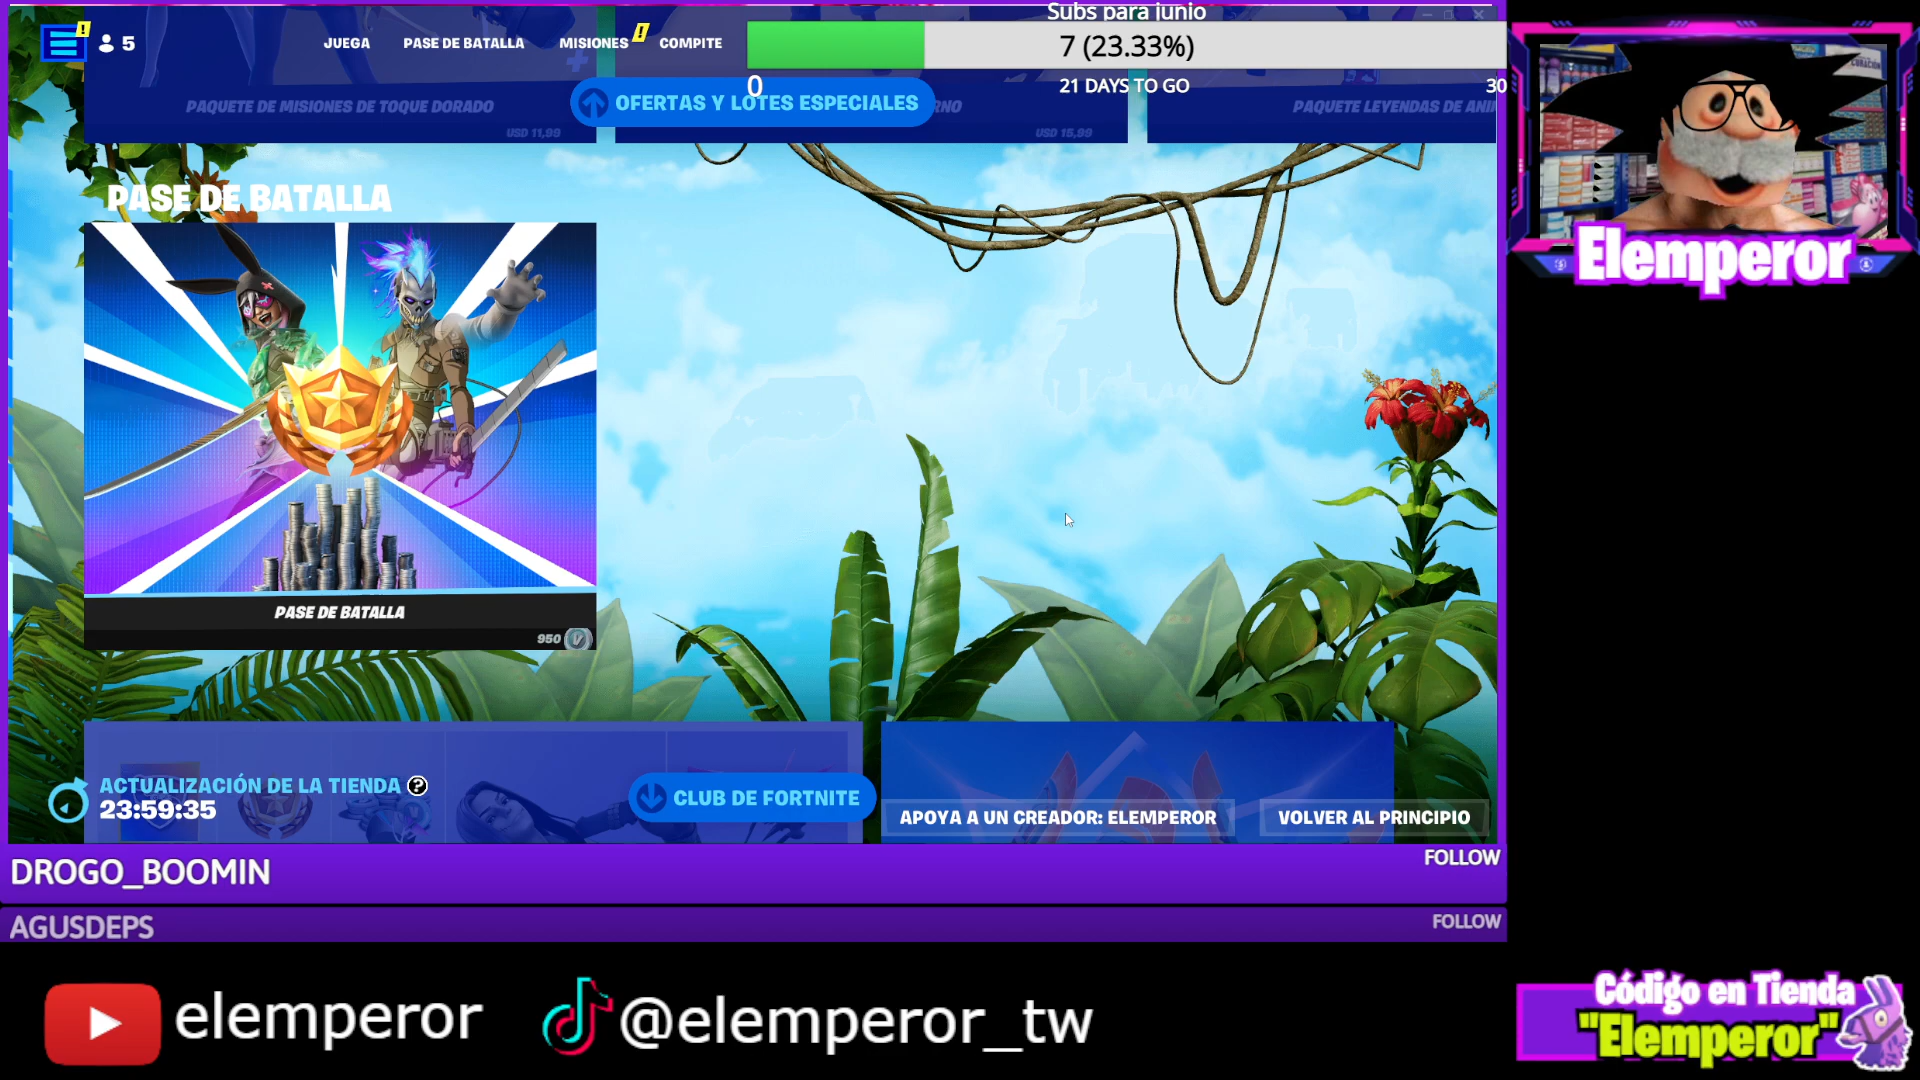 Subs para junio
5
JUEGA
PASE DE BATALLA
MISIONES
COMPITE
7 (23.33%)
0
21 DAYS TO GO
30
PAQUETE DE MISIONES DE TOQUE DORADO
OFERTAS Y LOTES ESPECIALES
RNO
PAQUETE LEYENDAS DE ANI
USD 11,99
USD 15,89
PASE DE BATALLA
Elemperor
PASE DE BATALLA
950
ACTUALIZACIÓN DE LA TIENDA ?
23:59:35
CLUB DE FORTNITE
APOYA A UN CREADOR: ELEMPEROR
VOLVER AL PRINCIPIO
DROGO_BOOMIN
FOLLOW
AGUSDEPS
FOLLOW
elemperor
@elemperor_tw
Código en Tienda
"Elemperor"